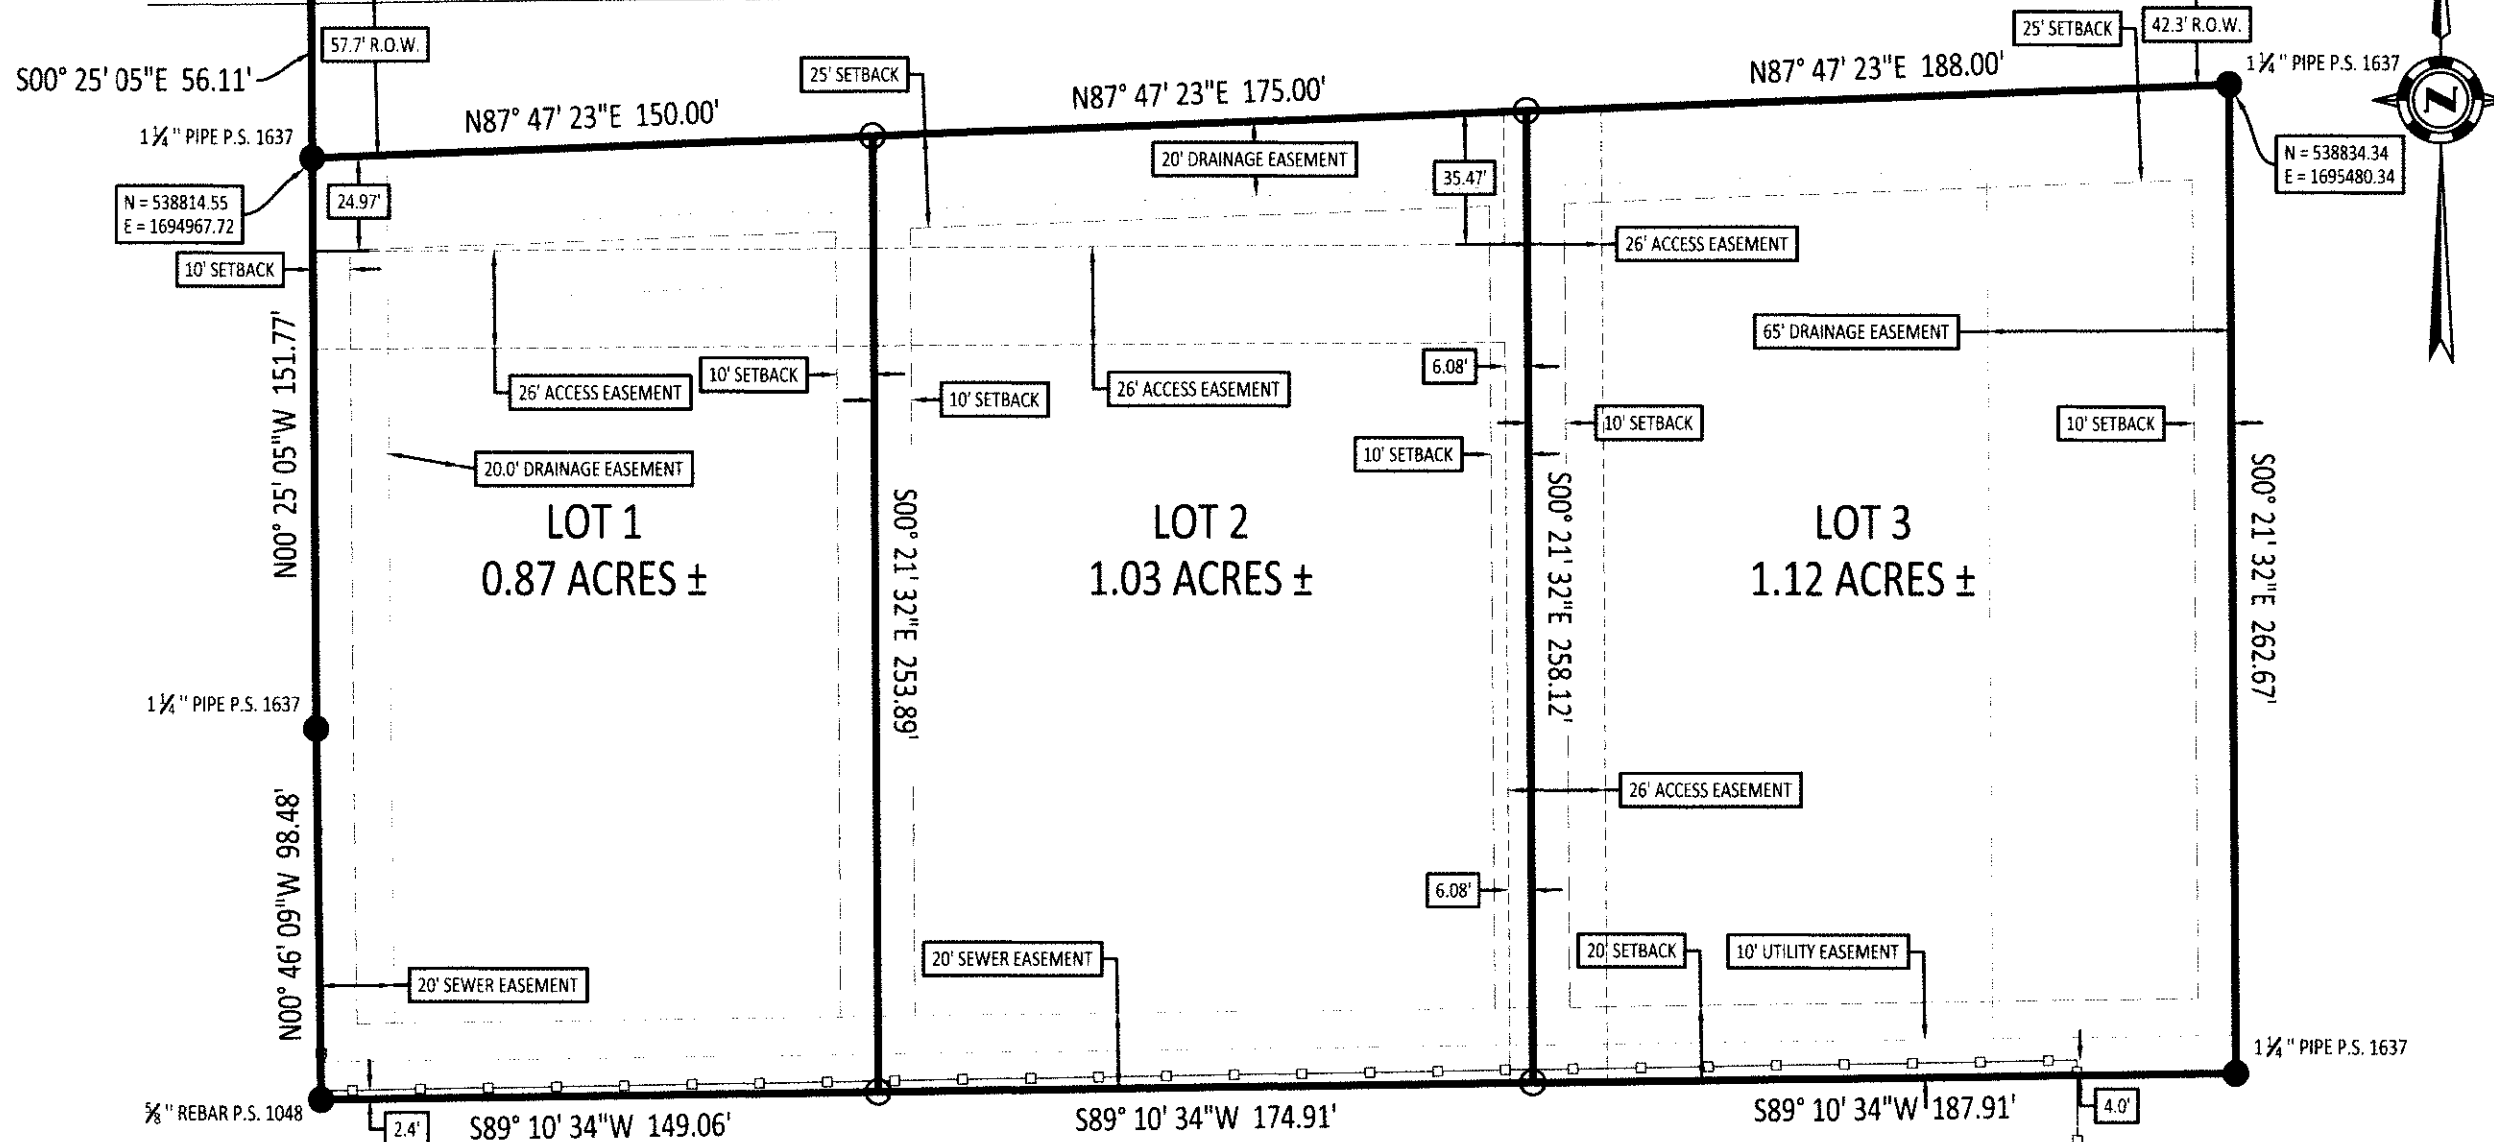 57.7' R.O.W.
25' SETBACK
42.3' R.O.W.
S00° 25' 05"E 56.11'
25' SETBACK
N87° 47' 23"E 188.00'
1 ¼" PIPE P.S. 1637
N87° 47' 23"E 175.00'
N87° 47' 23"E 150.00'
1 ¼" PIPE P.S. 1637
N
20' DRAINAGE EASEMENT
N = 538834.34
E = 1695480.34
35.47'
N = 538814.55
E = 1694967.72
24.97'
26' ACCESS EASEMENT
10' SETBACK
65' DRAINAGE EASEMENT
N00° 25' 05"W 151.77'
10' SETBACK
6.08'
26' ACCESS EASEMENT
26' ACCESS EASEMENT
10' SETBACK
10' SETBACK
10' SETBACK
10' SETBACK
20.0' DRAINAGE EASEMENT
LOT 1
0.87 ACRES ±
S00° 21' 32"E 253.89'
LOT 2
1.03 ACRES ±
S00° 21' 32"E 258.12'
LOT 3
1.12 ACRES ±
S00° 21' 32"E 262.67'
1 ¼" PIPE P.S. 1637
N00° 46' 09"W 98.48'
26' ACCESS EASEMENT
6.08'
20' SEWER EASEMENT
20' SEWER EASEMENT
20' SETBACK
10' UTILITY EASEMENT
1 ¼" PIPE P.S. 1637
⅝" REBAR P.S. 1048
2.4'
S89° 10' 34"W 149.06'
S89° 10' 34"W 174.91'
S89° 10' 34"W 187.91'
4.0'